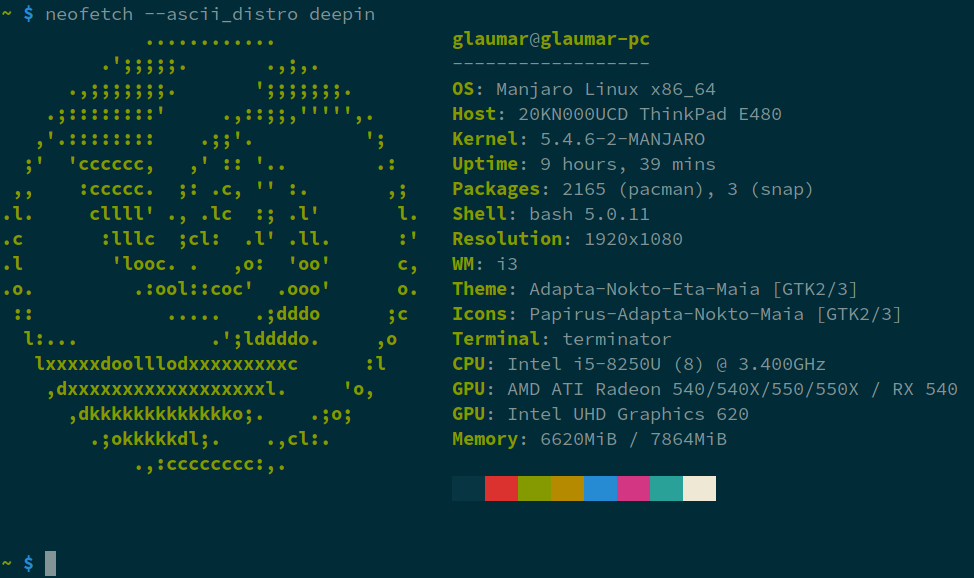 ~ $ neofetch --ascii_distro deepin
             ............                glaumar@glaumar-pc
         .';;;;;.       .,;,.            ------------------
      .,;;;;;;;.       ';;;;;;;.         OS: Manjaro Linux x86_64
    .;::::::::'     .,::;;,''''',.       Host: 20KN000UCD ThinkPad E480
   ,'.::::::::    .;;'.          ';      Kernel: 5.4.6-2-MANJARO
  ;'  'cccccc,   ,' :: '..        .:     Uptime: 9 hours, 39 mins
 ,,    :ccccc.  ;: .c, '' :.       ,;    Packages: 2165 (pacman), 3 (snap)
.l.     cllll' ., .lc  :; .l'       l.   Shell: bash 5.0.11
.c       :lllc  ;cl:  .l' .ll.      :'   Resolution: 1920x1080
.l        'looc. .   ,o:  'oo'      c,   WM: i3
.o.         .:ool::coc'  .ooo'      o.   Theme: Adapta-Nokto-Eta-Maia [GTK2/3]
 ::            .....   .;dddo      ;c    Icons: Papirus-Adapta-Nokto-Maia [GTK2/3]
  l:...            .';lddddo.     ,o     Terminal: terminator
   lxxxxxdoolllodxxxxxxxxxc      :l      CPU: Intel i5-8250U (8) @ 3.400GHz
    ,dxxxxxxxxxxxxxxxxxxl.     'o,       GPU: AMD ATI Radeon 540/540X/550/550X / RX 540
      ,dkkkkkkkkkkkkko;.    .;o;         GPU: Intel UHD Graphics 620
        .;okkkkkdl;.    .,cl:.           Memory: 6620MiB / 7864MiB
            .,:cccccccc:,.
~ $